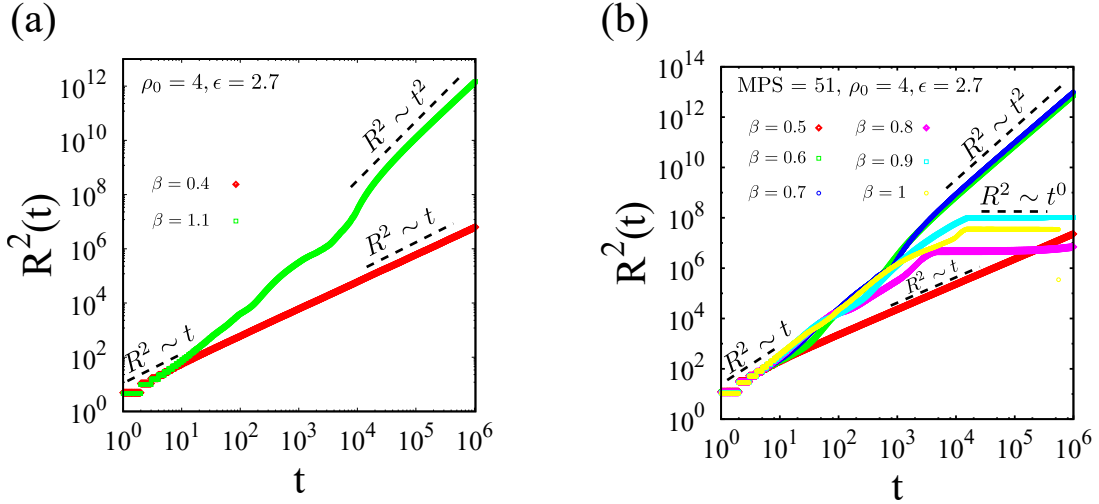 (a)
R²(t)
10¹²
10¹⁰
10⁸
10⁶
10⁴
10²
10⁰
ρ₀ = 4, ϵ = 2.7
β = 0.4
β = 1.1
R² ∼ t²
R² ∼ t
R² ∼ t
10⁰ 10¹ 10² 10³ 10⁴ 10⁵ 10⁶
t
(b)
R²(t)
10¹⁴
10¹²
10¹⁰
10⁸
10⁶
10⁴
10²
10⁰
MPS = 51, ρ₀ = 4, ϵ = 2.7
β = 0.5 β = 0.8
β = 0.6 β = 0.9
β = 0.7 β = 1
R² ∼ t²
R² ∼ t⁰
R² ∼ t
R² ∼ t
10⁰ 10¹ 10² 10³ 10⁴ 10⁵ 10⁶
t